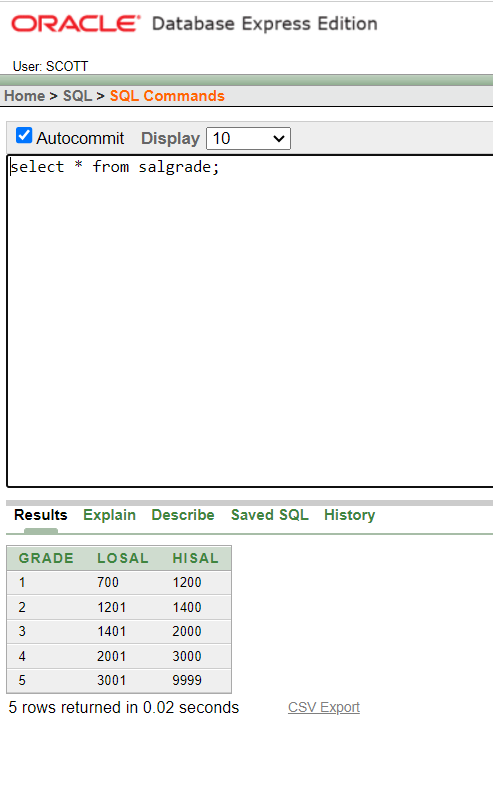 ORACLE® Database Express Edition
User: SCOTT
Home > SQL > SQL Commands
Autocommit Display 10
select * from salgrade;
Results Explain Describe Saved SQL History
GRADE LOSAL HISAL
1 700 1200
2 1201 1400
3 1401 2000
4 2001 3000
5 3001 9999
5 rows returned in 0.02 seconds CSV Export